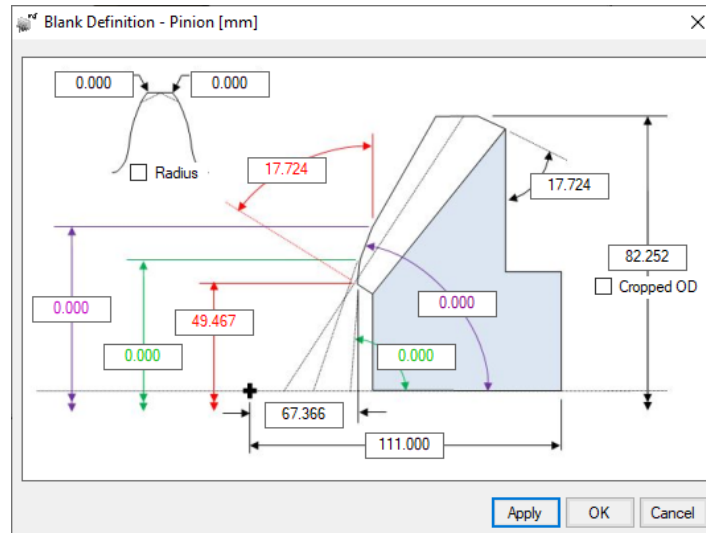 Blank Definition - Pinion [mm]
0.000
0.000
Radius
17.724
17.724
82.252
Cropped OD
0.000
0.000
49.467
0.000
0.000
67.366
111.000
Apply
OK
Cancel